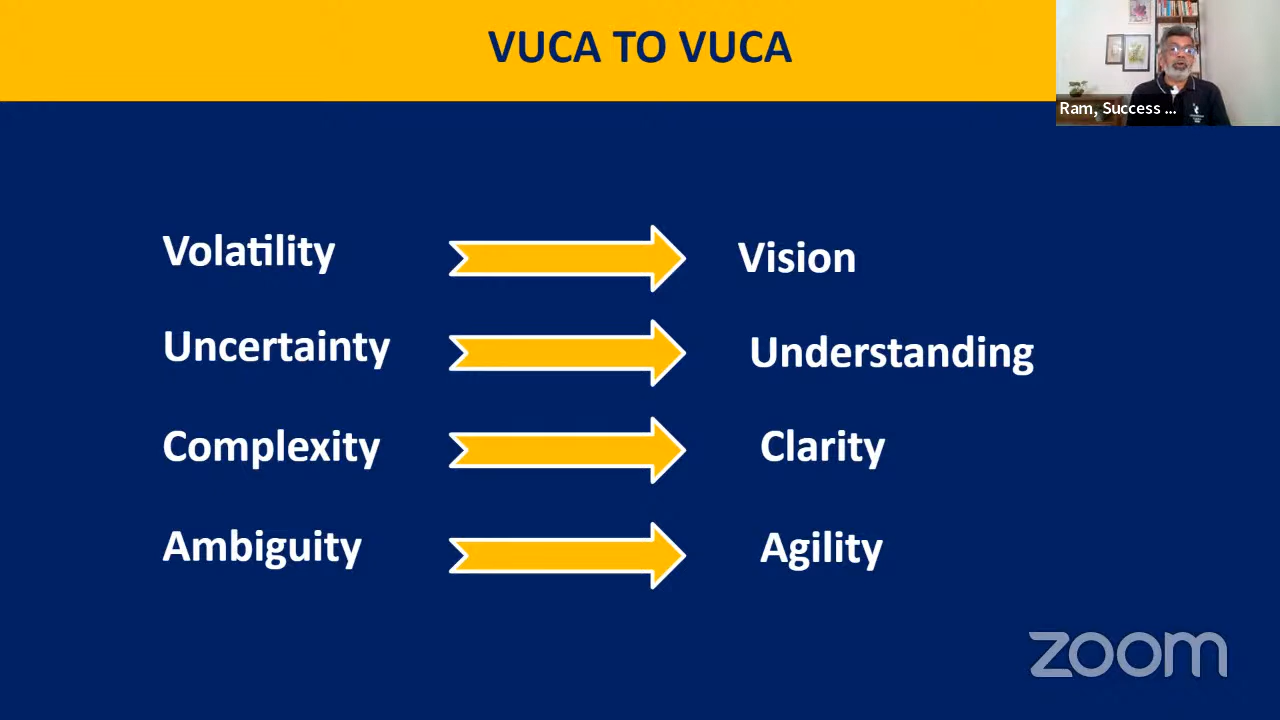 VUCA TO VUCA
Ram, Success ...
Volatility
Vision
Uncertainty
Understanding
Complexity
Clarity
Ambiguity
Agility
zoom